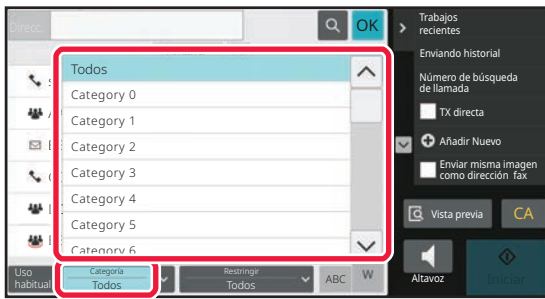 Direcc.
OK
Todos
Category 0
Category 1
Category 2
Category 3
Category 4
Category 5
Category 6
Uso
habitual
Categoría
Todos
Restringir
Todos
ABC
W
Trabajos
recientes
Enviando historial
Número de búsqueda
de llamada
TX directa
Añadir Nuevo
Enviar misma imagen
como dirección fax
Vista previa
CA
Altavoz
Iniciar